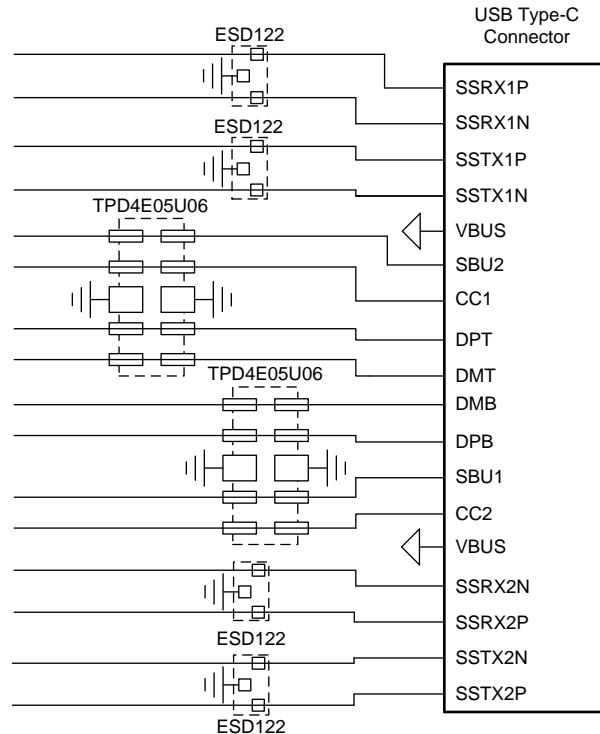 USB Type-C
Connector
ESD122
SSRX1P
SSRX1N
ESD122
SSTX1P
SSTX1N
TPD4E05U06
VBUS
SBU2
CC1
DPT
DMT
TPD4E05U06
DMB
DPB
SBU1
CC2
VBUS
SSRX2N
SSRX2P
ESD122
SSTX2N
SSTX2P
ESD122